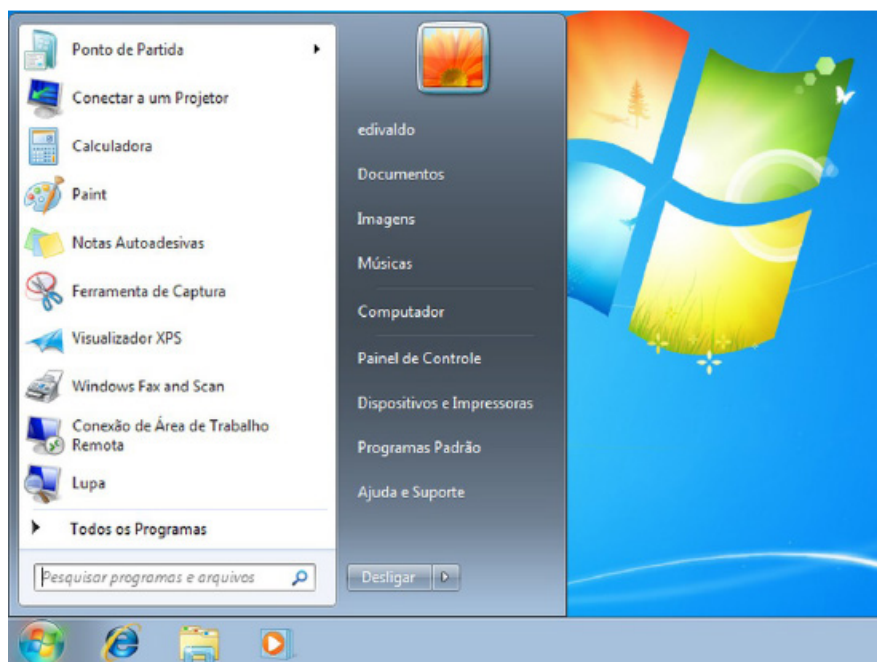 Ponto de Partida
Conectar a um Projetor
Calculadora
Paint
Notas Autoadesivas
Ferramenta de Captura
Visualizador XPS
Windows Fax and Scan
Conexão de Área de Trabalho
Remota
Lupa
Todos os Programas
Pesquisar programas e arquivos
edivaldo
Documentos
Imagens
Músicas
Computador
Painel de Controle
Dispositivos e Impressoras
Programas Padrão
Ajuda e Suporte
Desligar